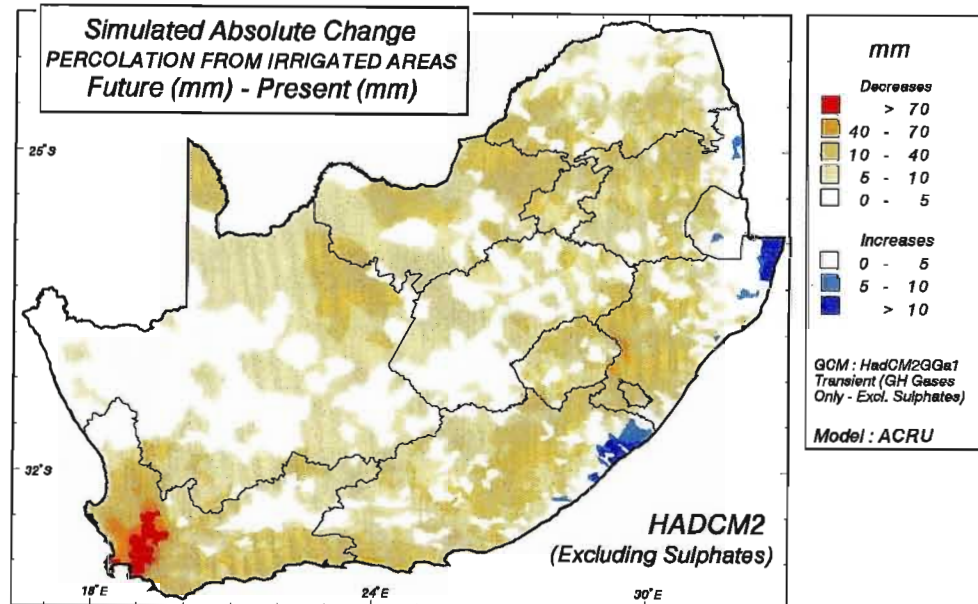 Simulated Absolute Change
PERCOLATION FROM IRRIGATED AREAS
Future (mm) - Present (mm)
25°S
32°S
18°E
24°E
30°E
HADCM2
(Excluding Sulphates)
mm
Decreases
> 70
40 - 70
10 - 40
5 - 10
0 - 5
Increases
0 - 5
5 - 10
> 10
GCM : HadCM2GGa1
Transient (GH Gases
Only - Excl. Sulphates)
Model : ACRU